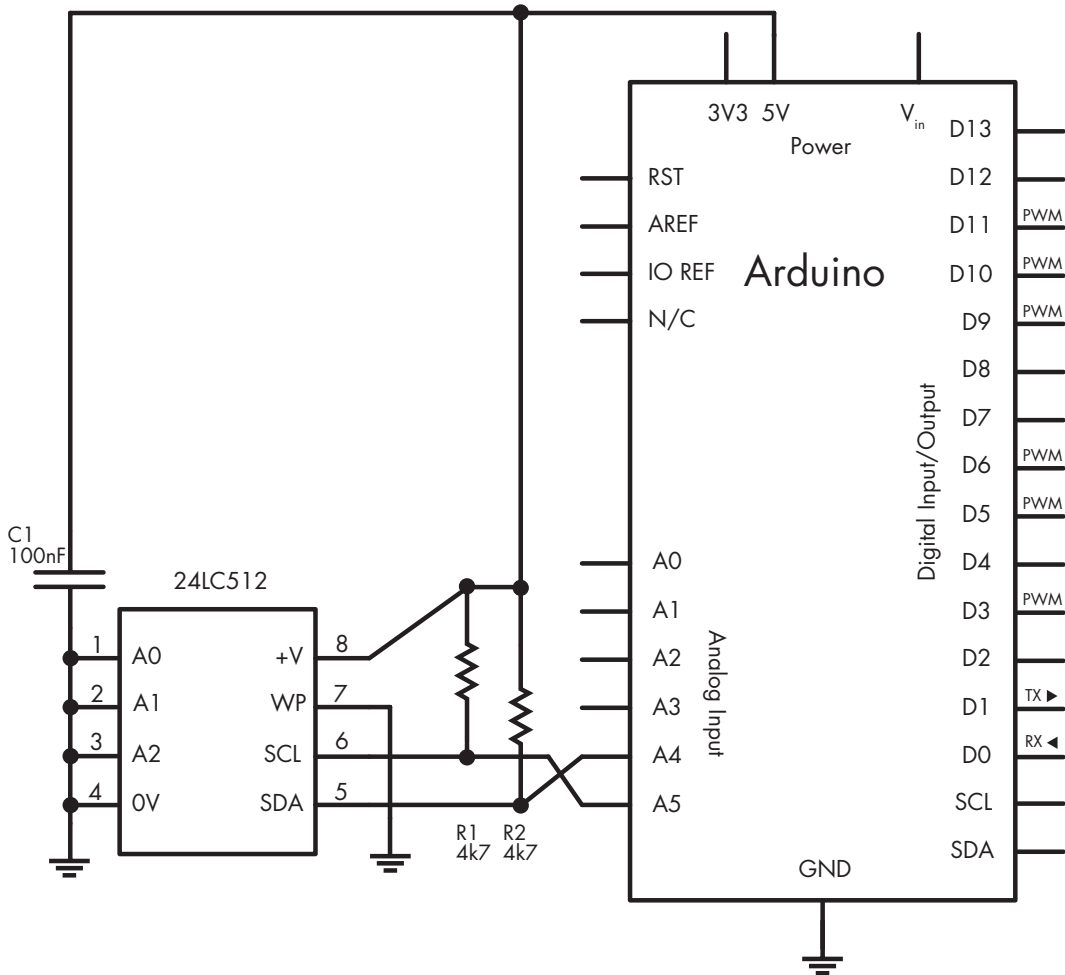 3V3 5V
V in
Power
Arduino
RST
AREF
IO REF
N/C
A0
A1
A2
A3
A4
A5
Analog Input
D13
D12
D11 PWM
D10 PWM
D9 PWM
D8
D7
D6 PWM
D5 PWM
D4
D3 PWM
D2
D1 TX ►
D0 RX ◄
SCL
SDA
Digital Input/Output
GND
C1
100nF
24LC512
1 A0 +V 8
2 A1 WP 7
3 A2 SCL 6
4 0V SDA 5
R1 R2
4k7 4k7